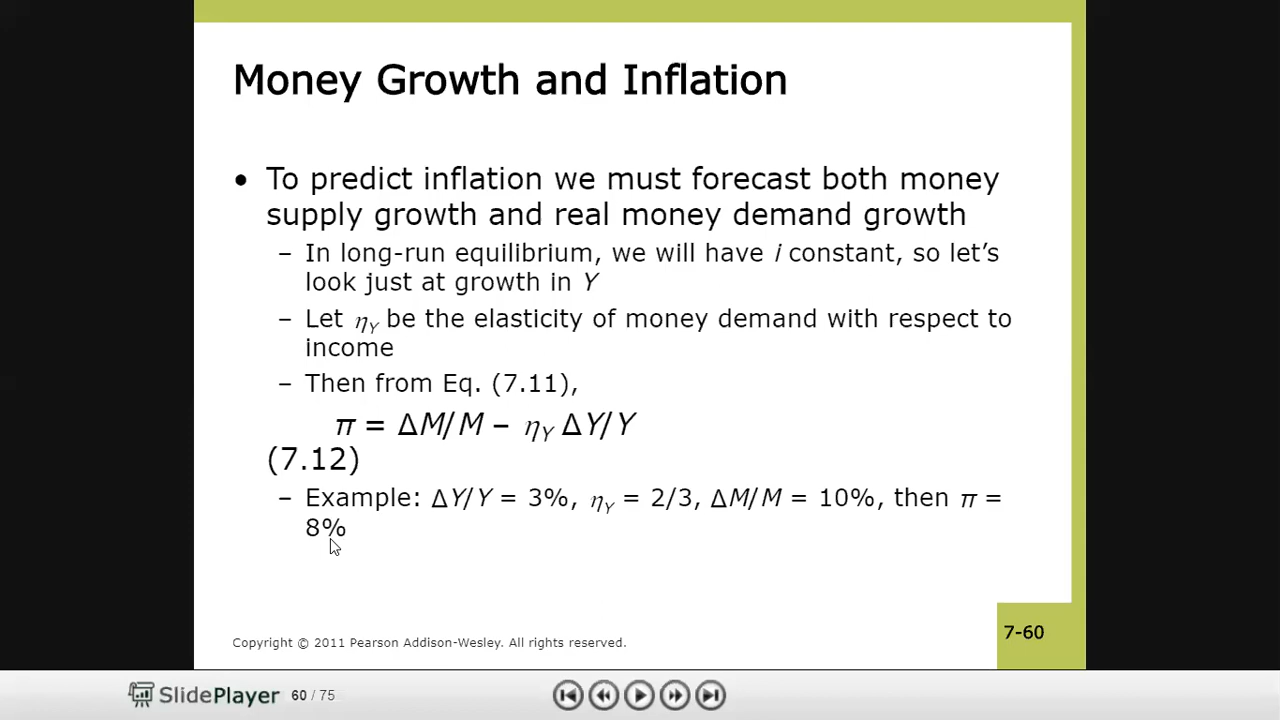 Money Growth and Inflation
• To predict inflation we must forecast both money
supply growth and real money demand growth
– In long-run equilibrium, we will have i constant, so let’s
look just at growth in Y
– Let ηY be the elasticity of money demand with respect to
income
– Then from Eq. (7.11),
π = ΔM/M – ηY ΔY/Y
(7.12)
– Example: ΔY/Y = 3%, ηY = 2/3, ΔM/M = 10%, then π =
8%
Copyright © 2011 Pearson Addison-Wesley. All rights reserved.
7-60
SlidePlayer 60 / 75